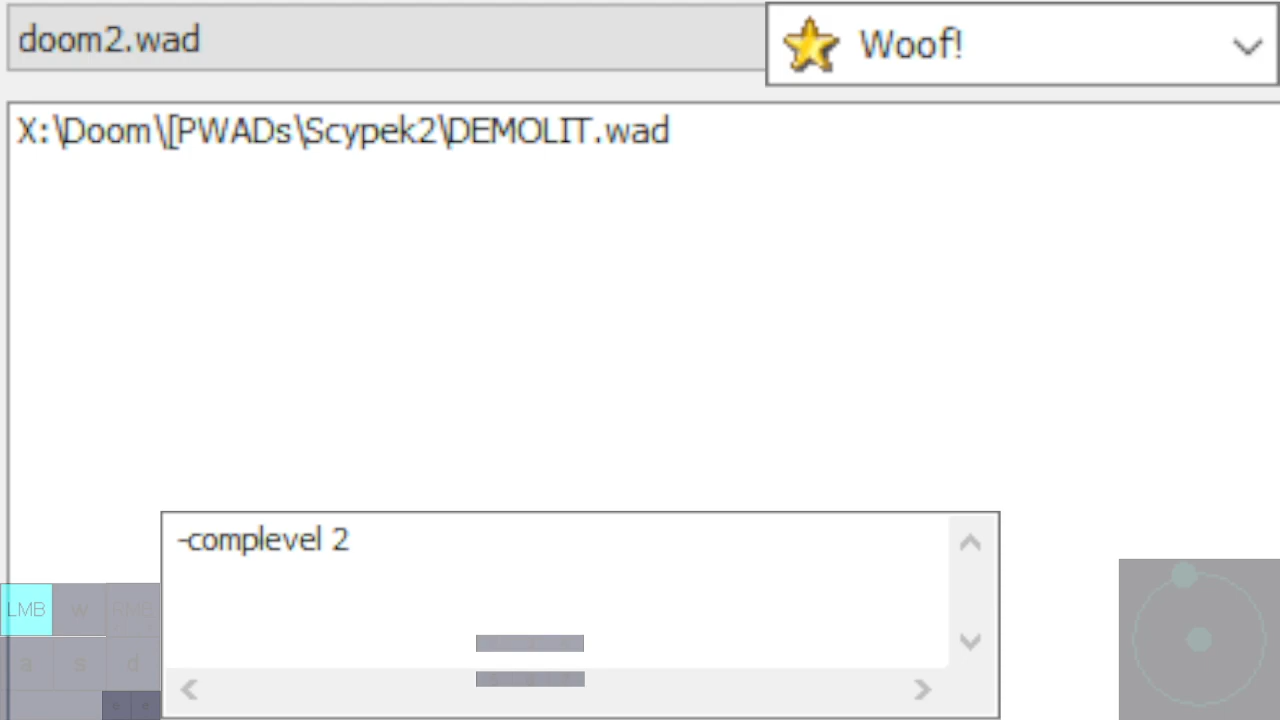 doom2.wad
Woof!
X:\Doom\[PWADs\Scypek2\DEMOLIT.wad
-complevel 2
LMB w RMB
a s d